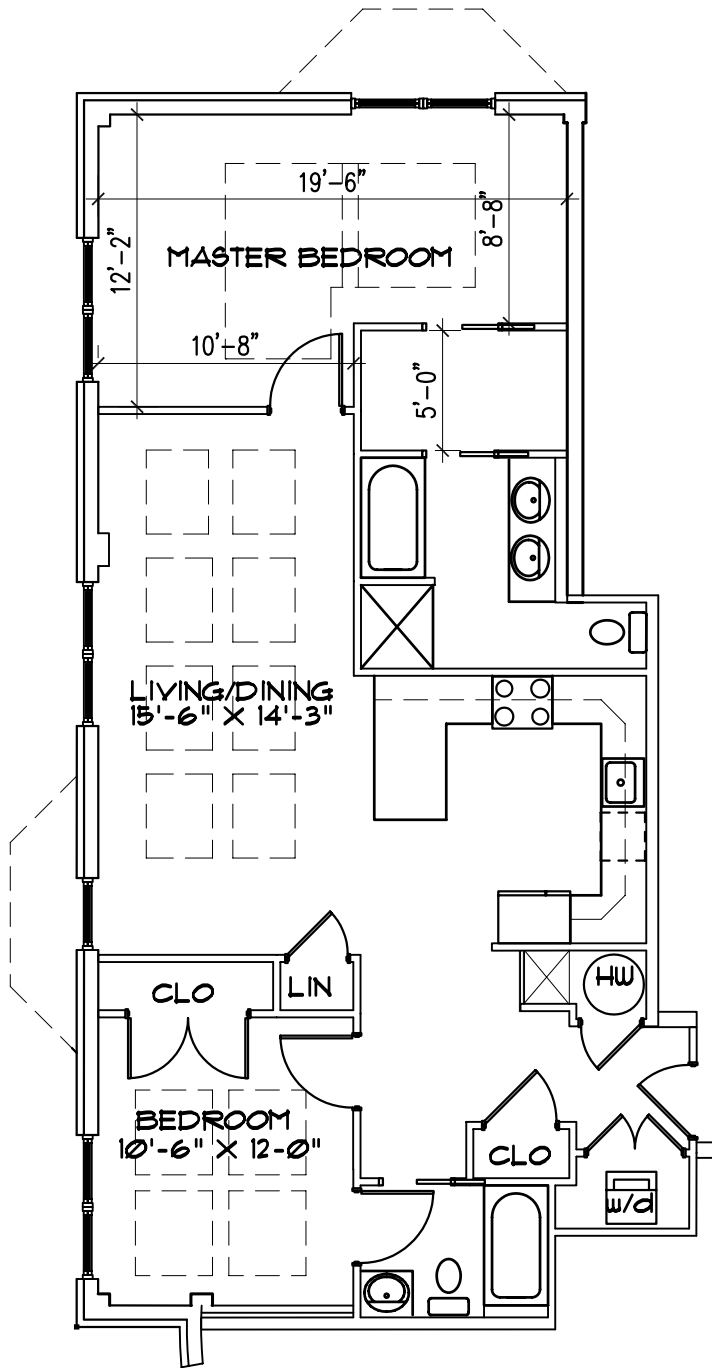 19'-6"
12'-2"
8'-8"
MASTER BEDROOM
10'-8"
5'-0"
LIVING/DINING
15'-6" X 14'-3"
HW
CLO
LIN
BEDROOM
10'-6" X 12-0"
CLO
w/d